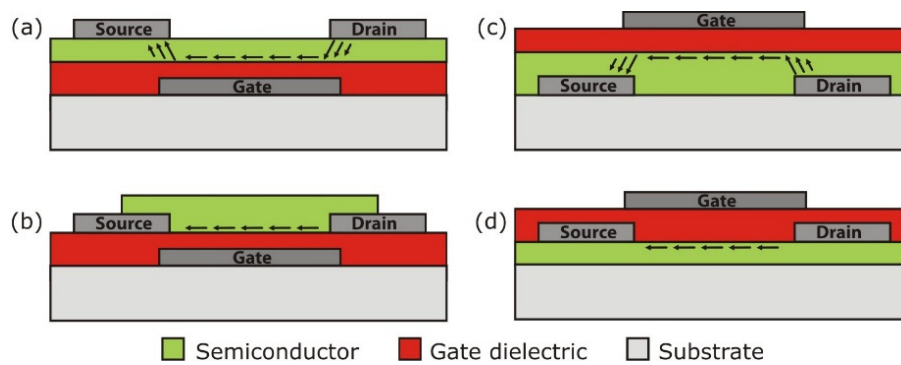 (a)
Source
Drain
Gate
(c)
Gate
Source
Drain
(b)
Source
Drain
Gate
(d)
Gate
Source
Drain
Semiconductor
Gate dielectric
Substrate